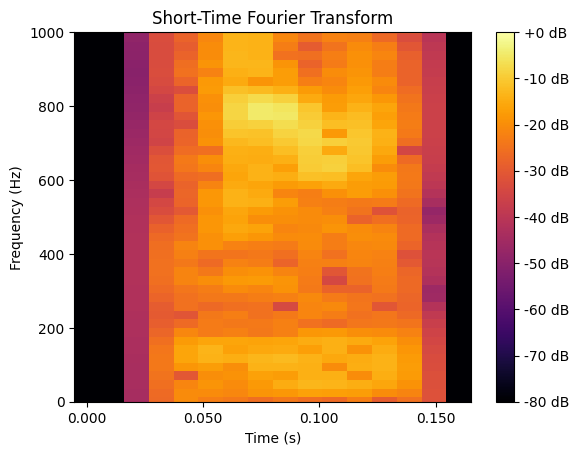 Short-Time Fourier Transform
1000
800
600
400
200
0
Frequency (Hz)
0.000
0.050
0.100
0.150
Time (s)
+0 dB
-10 dB
-20 dB
-30 dB
-40 dB
-50 dB
-60 dB
-70 dB
-80 dB